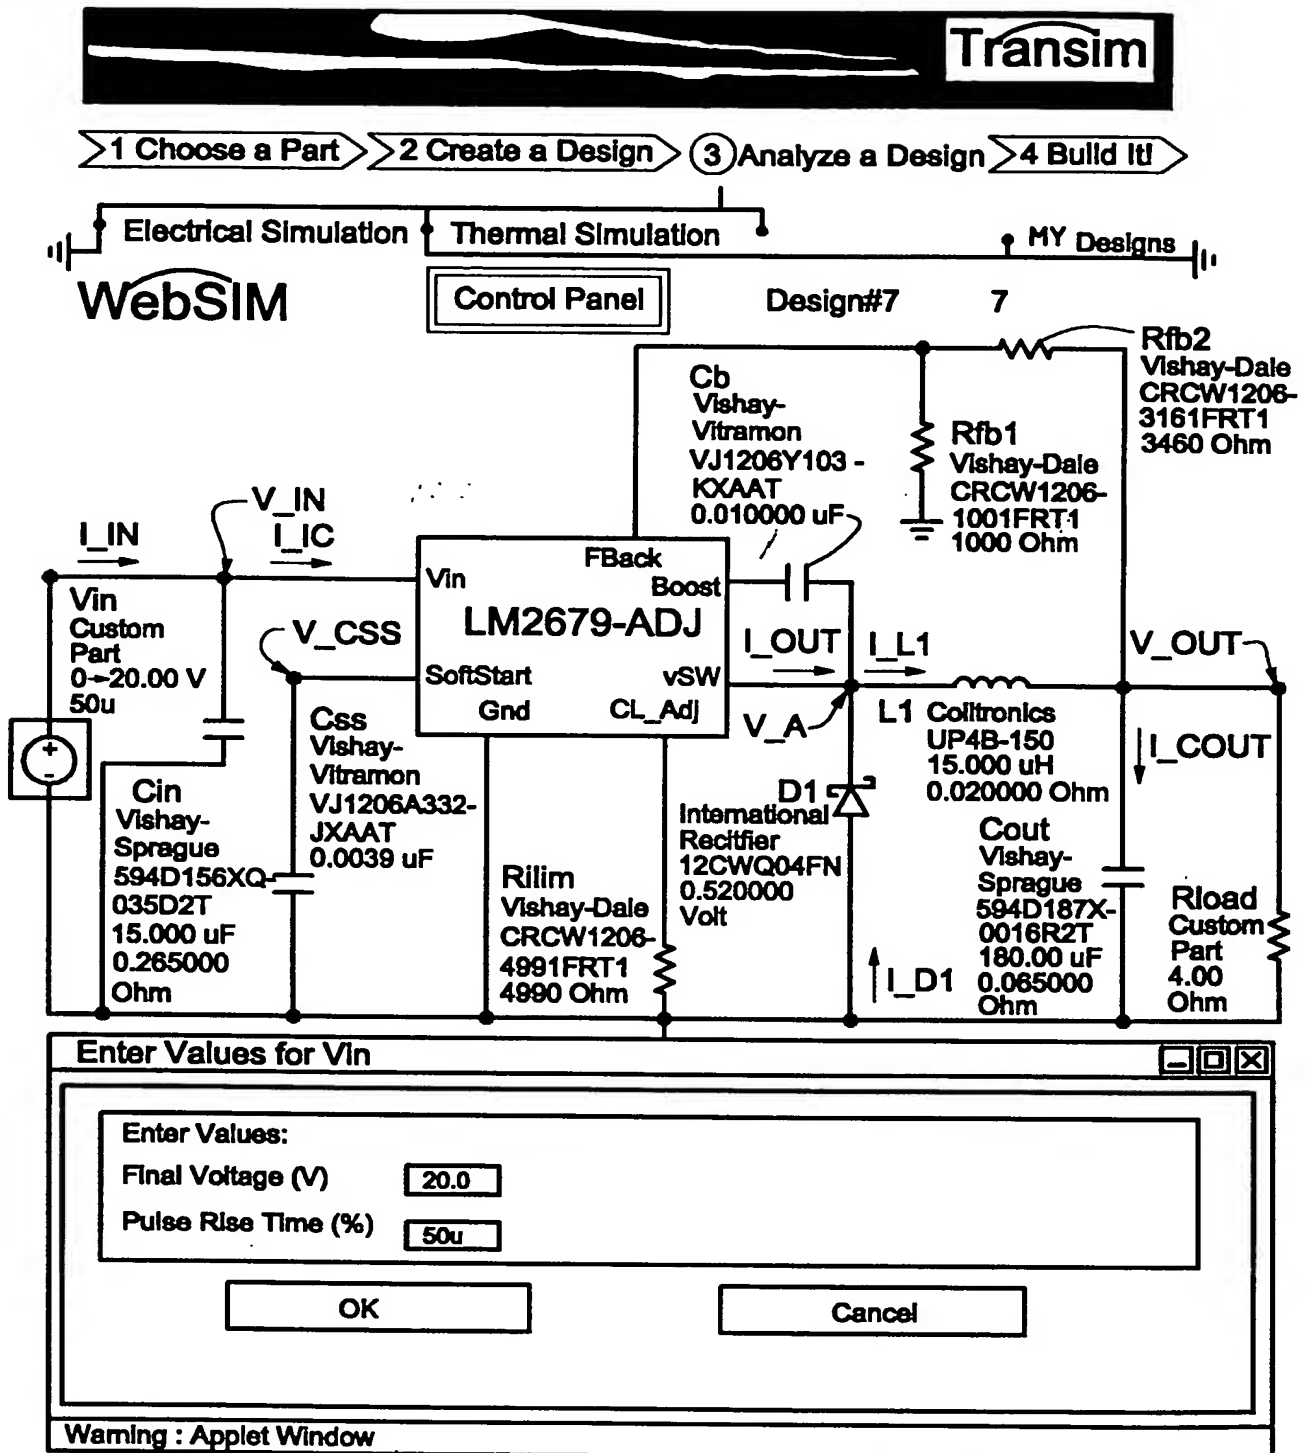 Transim
1 Choose a Part
2 Create a Design
3 Analyze a Design
4 Build It!
Electrical Simulation
Thermal Simulation
MY Designs
WebSIM
Control Panel
Design#7 7
Rfb2
Vishay-Dale
CRCW1206-
3161FRT1
3460 Ohm
Cb
Vishay-
Vitramon
VJ1206Y103 -
KXAAT
0.010000 uF
Rfb1
Vishay-Dale
CRCW1206-
1001FRT1
1000 Ohm
V_IN
I_IN
I_IC
Vin
Custom
Part
0→20.00 V
50u
+
-
V_CSS
Vin
FBack
Boost
LM2679-ADJ
SoftStart
vSW
Gnd
CL_Adj
I_OUT
I_L1
V_OUT
V_A
L1 Coiltronics
UP4B-150
15.000 uH
0.020000 Ohm
I_COUT
Css
Vishay-
Vitramon
VJ1206A332-
JXAAT
0.0039 uF
Cin
Vishay-
Sprague
594D156XQ-
035D2T
15.000 uF
0.265000
Ohm
D1
International
Recitfier
12CWQ04FN
0.520000
Volt
Rilim
Vishay-Dale
CRCW1206-
4991FRT1
4990 Ohm
I_D1
Cout
Vishay-
Sprague
594D187X-
0016R2T
180.00 uF
0.065000
Ohm
Rload
Custom
Part
4.00
Ohm
Enter Values for Vin
Enter Values:
Final Voltage (V) 20.0
Pulse Rise Time (%) 50u
OK
Cancel
Warning : Applet Window